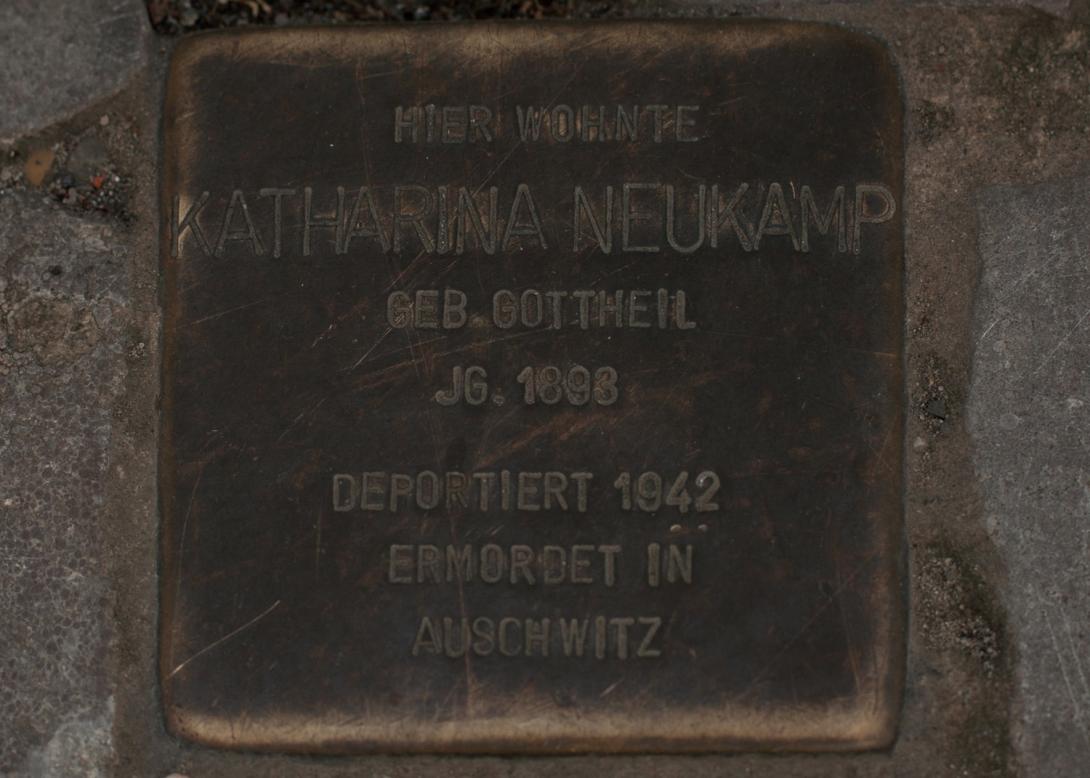 HIER WOHNTE
KATHARINA NEUKAMP
GEB. GOTTHEIL
JG. 1893
DEPORTIERT 1942
ERMORDET IN
AUSCHWITZ